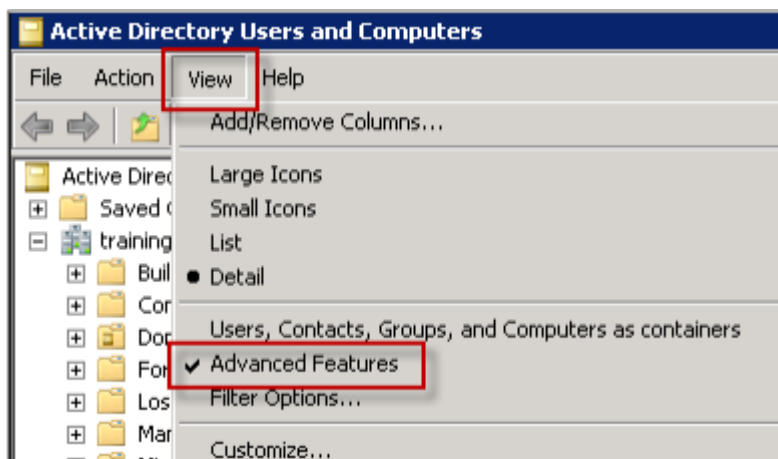 Active Directory Users and Computers
File Action View Help
Add/Remove Columns...
Active Direc
Large Icons
Saved
Small Icons
training
List
Buil
Detail
Cor
Users, Contacts, Groups, and Computers as containers
Dor
Advanced Features
For
Filter Options...
Los
Mar
Customize...